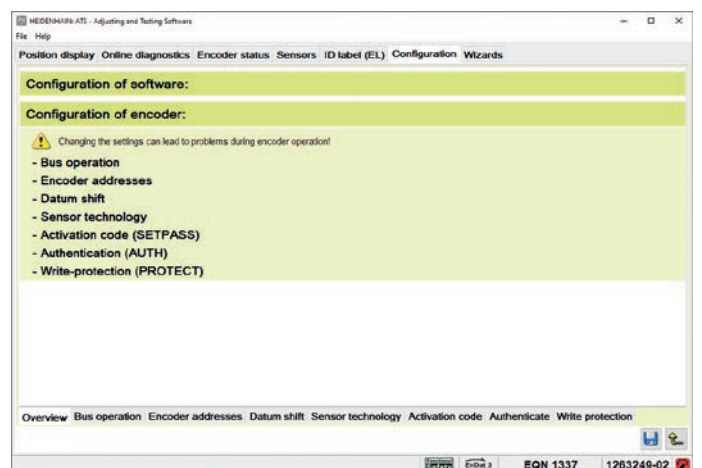 HEIDENHAIN: ATS - Adjusting and Testing Software
File Help
Position display Online diagnostics Encoder status Sensors ID label (EL) Configuration Wizards
Configuration of software:
Configuration of encoder:
Changing the settings can lead to problems during encoder operation!
- Bus operation
- Encoder addresses
- Datum shift
- Sensor technology
- Activation code (SETPASS)
- Authentication (AUTH)
- Write-protection (PROTECT)
Overview Bus operation Encoder addresses Datum shift Sensor technology Activation code Authenticate Write protection
EnDat 3 EQN 1337 1263249-02